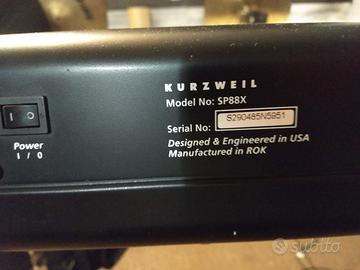 KURZWEIL
Model No: SP88X
Serial No: S290485N5951
Designed & Engineered in USA
Manufactured in ROK
Power
I / O
subito